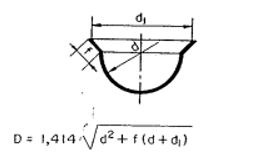 d₁
d
D = 1,414 √d² + f (d + d₁)